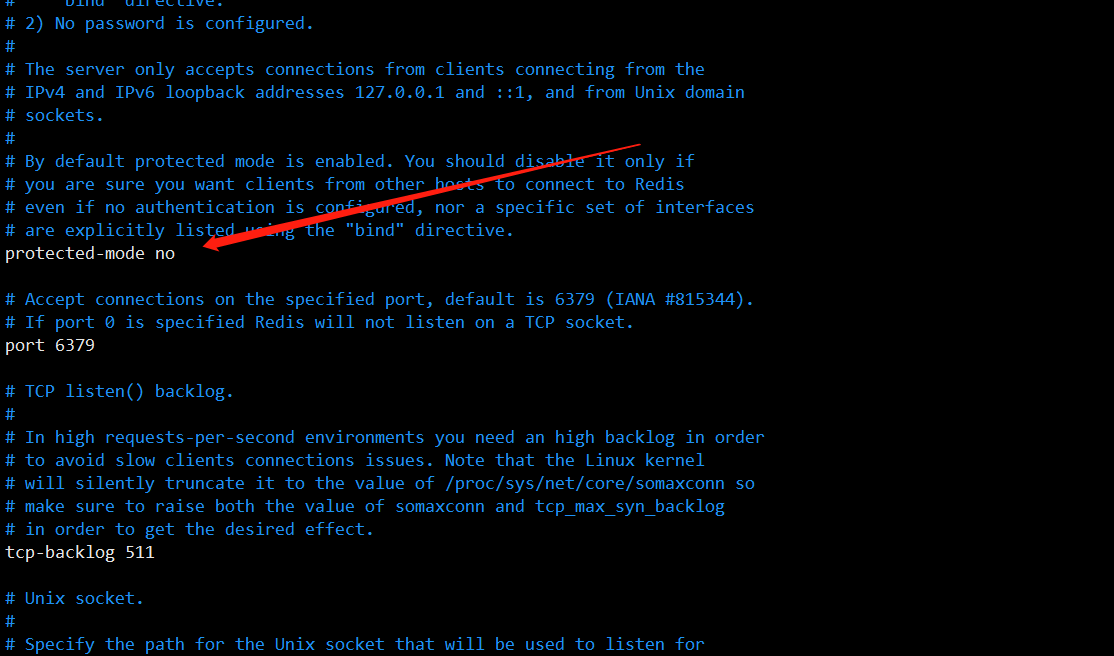 # "bind" directive.
# 2) No password is configured.
#
# The server only accepts connections from clients connecting from the
# IPv4 and IPv6 loopback addresses 127.0.0.1 and ::1, and from Unix domain
# sockets.
#
# By default protected mode is enabled. You should disable it only if
# you are sure you want clients from other hosts to connect to Redis
# even if no authentication is configured, nor a specific set of interfaces
# are explicitly listed using the "bind" directive.
protected-mode no
# Accept connections on the specified port, default is 6379 (IANA #815344).
# If port 0 is specified Redis will not listen on a TCP socket.
port 6379
# TCP listen() backlog.
#
# In high requests-per-second environments you need an high backlog in order
# to avoid slow clients connections issues. Note that the Linux kernel
# will silently truncate it to the value of /proc/sys/net/core/somaxconn so
# make sure to raise both the value of somaxconn and tcp_max_syn_backlog
# in order to get the desired effect.
tcp-backlog 511
# Unix socket.
#
# Specify the path for the Unix socket that will be used to listen for